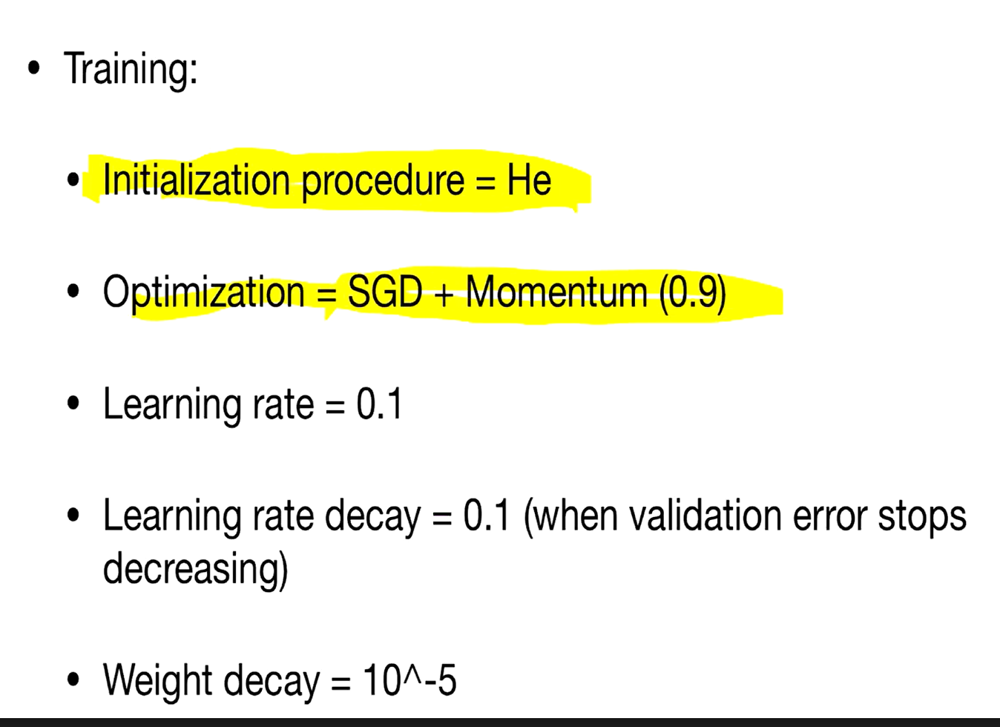 • Training:
• Initialization procedure = He
• Optimization = SGD + Momentum (0.9)
• Learning rate = 0.1
• Learning rate decay = 0.1 (when validation error stops
decreasing)
• Weight decay = 10^-5